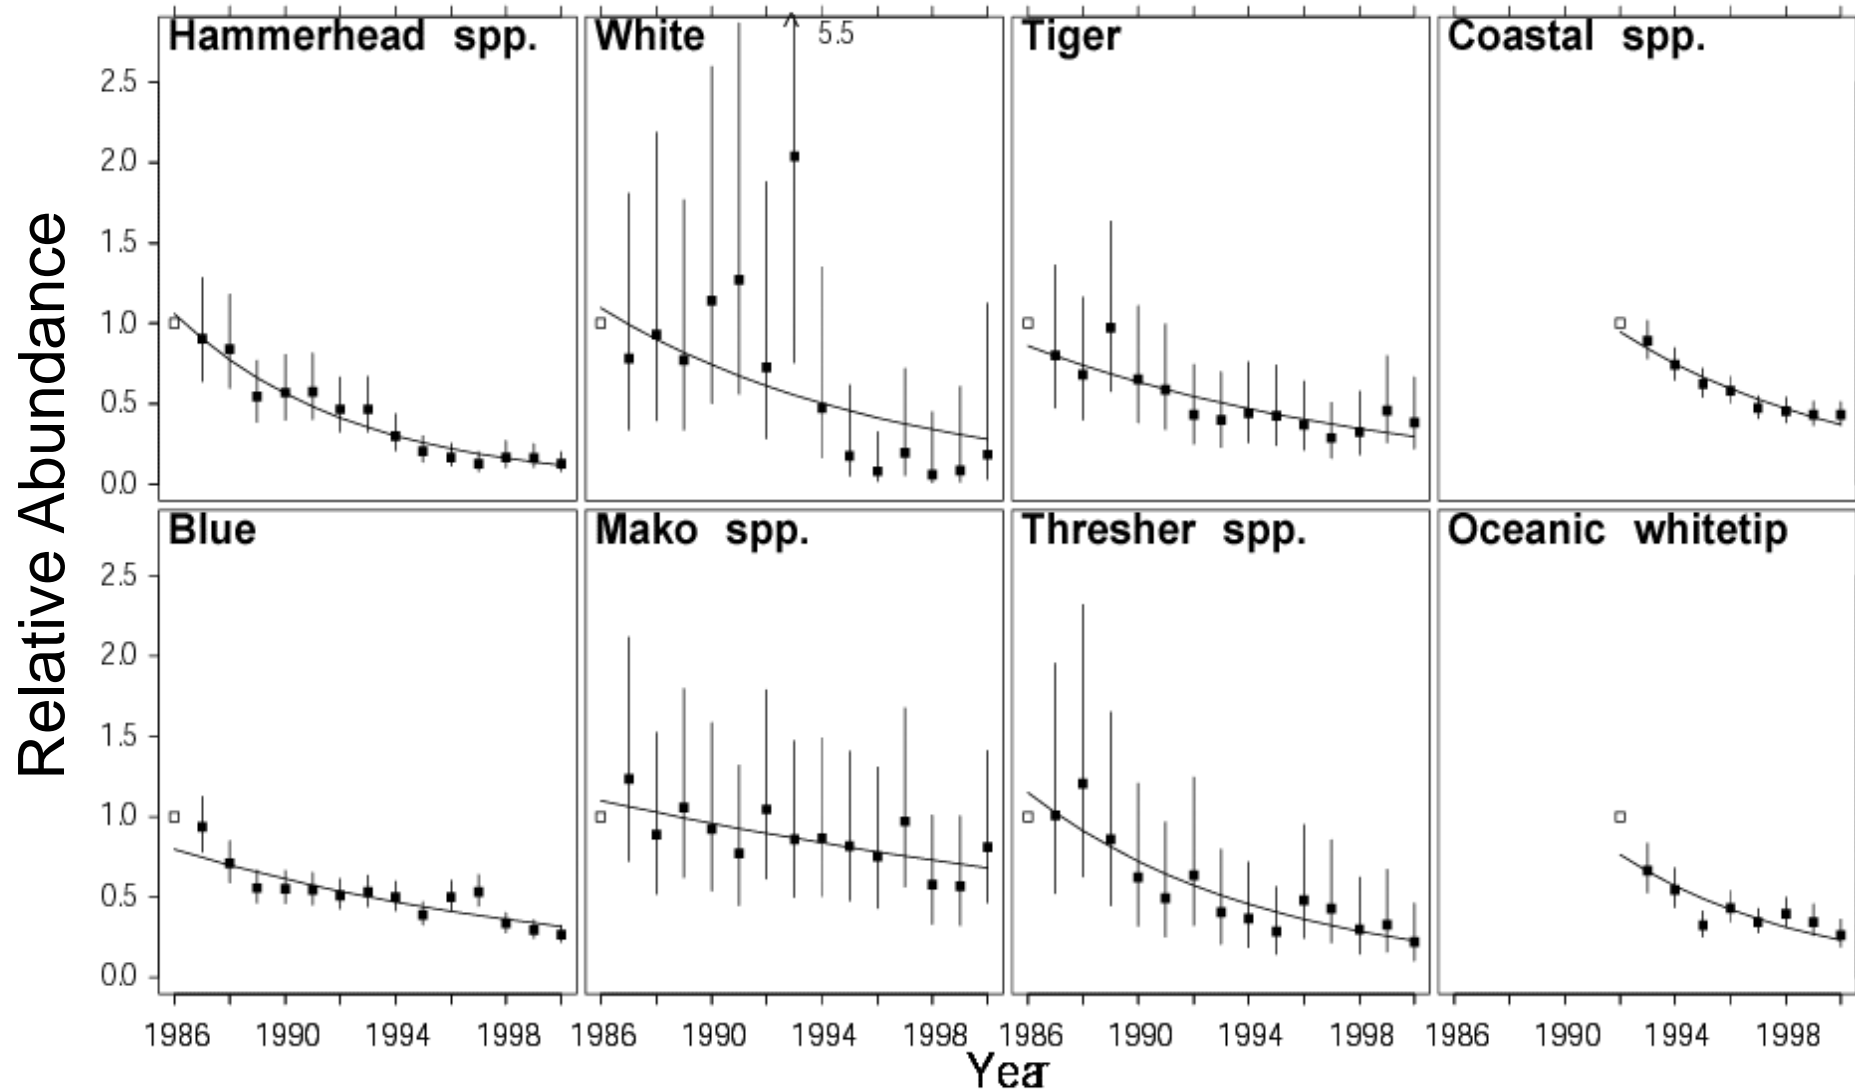 Hammerhead spp.
White
5.5
Tiger
Coastal spp.
2.5
2.0
1.5
1.0
0.5
0.0
Relative Abundance
Blue
Mako spp.
Thresher spp.
Oceanic whitetip
2.5
2.0
1.5
1.0
0.5
0.0
1986 1990 1994 1998 1986 1990 1994 1998 1986 1990 1994 1998 1986 1990 1994 1998
Year